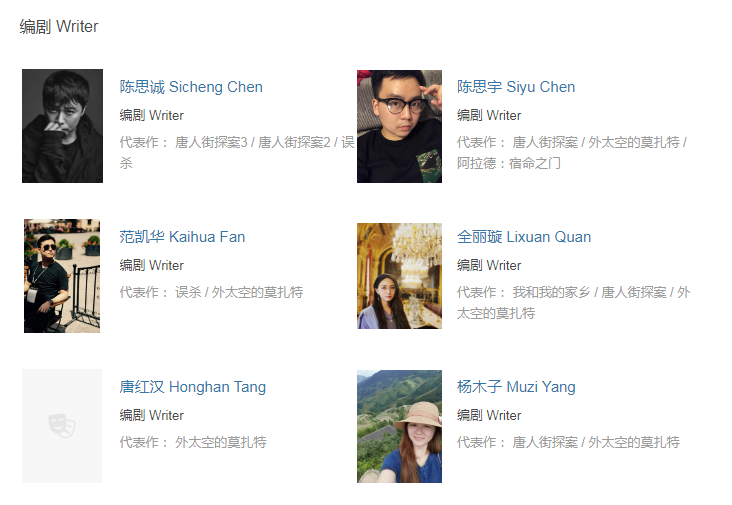 编剧 Writer
陈思诚 Sicheng Chen
编剧 Writer
代表作： 唐人街探案3 / 唐人街探案2 / 误
杀
陈思宇 Siyu Chen
编剧 Writer
代表作： 唐人街探案 / 外太空的莫扎特 /
阿拉德：宿命之门
范凯华 Kaihua Fan
编剧 Writer
代表作： 误杀 / 外太空的莫扎特
全丽璇 Lixuan Quan
编剧 Writer
代表作： 我和我的家乡 / 唐人街探案 / 外
太空的莫扎特
唐红汉 Honghan Tang
编剧 Writer
代表作： 外太空的莫扎特
杨木子 Muzi Yang
编剧 Writer
代表作： 唐人街探案 / 外太空的莫扎特